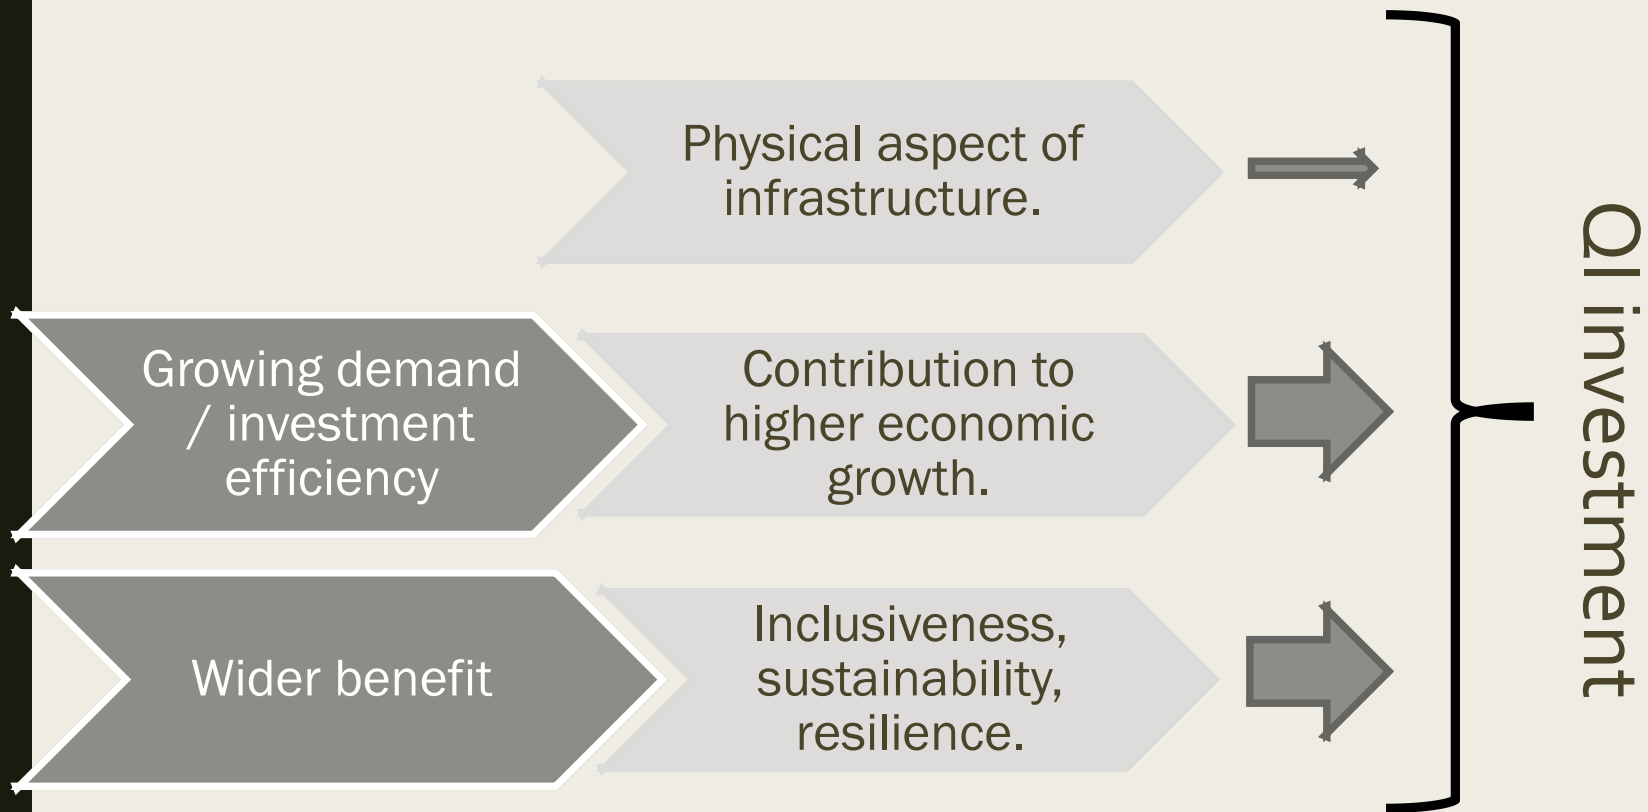 Physical aspect of
infrastructure.
Growing demand
/ investment
efficiency
Contribution to
higher economic
growth.
Wider benefit
Inclusiveness,
sustainability,
resilience.
QI investment